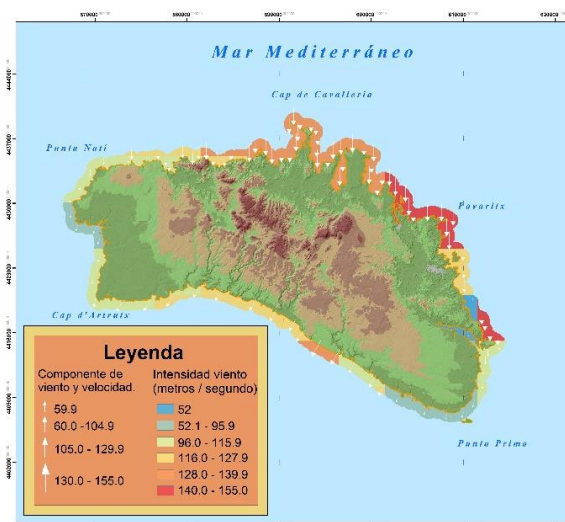 Mar Mediterráneo
Cap de Cavalleria
Punta Nati
Favaritx
Cap d'Artrutx
Punta Prima
Leyenda
Componente de
viento y velocidad.
59.9
60.0 -104.9
105.0 - 129.9
130.0 - 155.0
Intensidad viento
(metros / segundo)
52
52.1 - 95.9
96.0 - 115.9
116.0 - 127.9
128.0 - 139.9
140.0 - 155.0